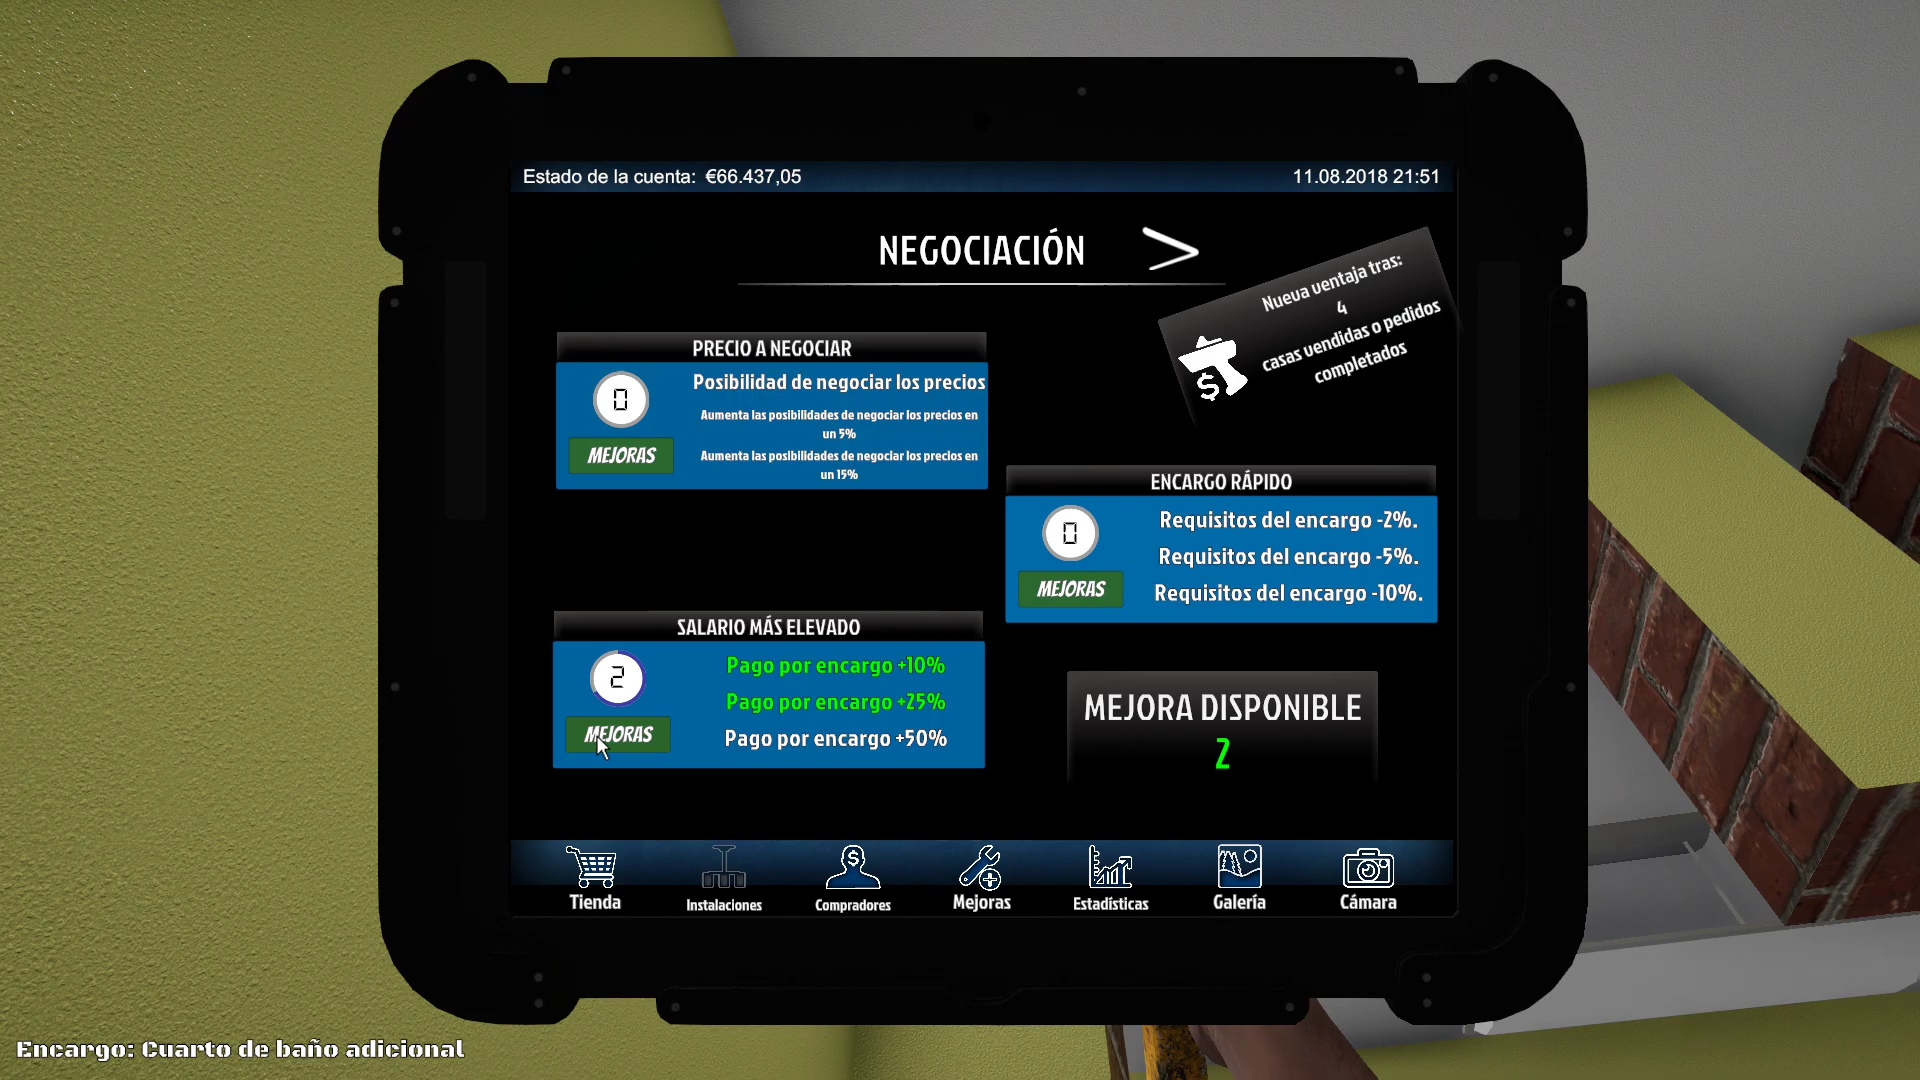 Estado de la cuenta: €66.437,05
11.08.2018 21:51
NEGOCIACIÓN
Nueva ventaja tras:
4
casas vendidas o pedidos
completados
$
PRECIO A NEGOCIAR
0
MEJORAS
Posibilidad de negociar los precios
Aumenta las posibilidades de negociar los precios en
un 5%
Aumenta las posibilidades de negociar los precios en
un 15%
ENCARGO RÁPIDO
0
MEJORAS
Requisitos del encargo -2%.
Requisitos del encargo -5%.
Requisitos del encargo -10%.
SALARIO MÁS ELEVADO
2
MEJORAS
Pago por encargo +10%
Pago por encargo +25%
Pago por encargo +50%
MEJORA DISPONIBLE
2
$
Tienda
Instalaciones
Compradores
Mejoras
Estadísticas
Galería
Cámara
Encargo: Cuarto de baño adicional